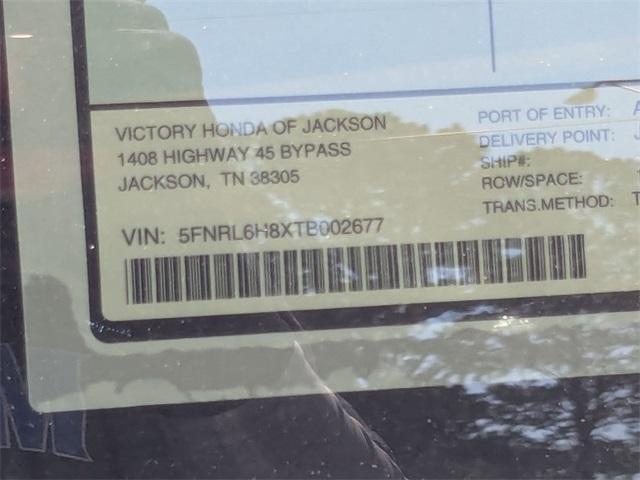 VICTORY HONDA OF JACKSON
1408 HIGHWAY 45 BYPASS
JACKSON, TN 38305
VIN: 5FNRL6H8XTB002677
PORT OF ENTRY: A
DELIVERY POINT: J
SHIP#:
ROW/SPACE:
TRANS.METHOD: T